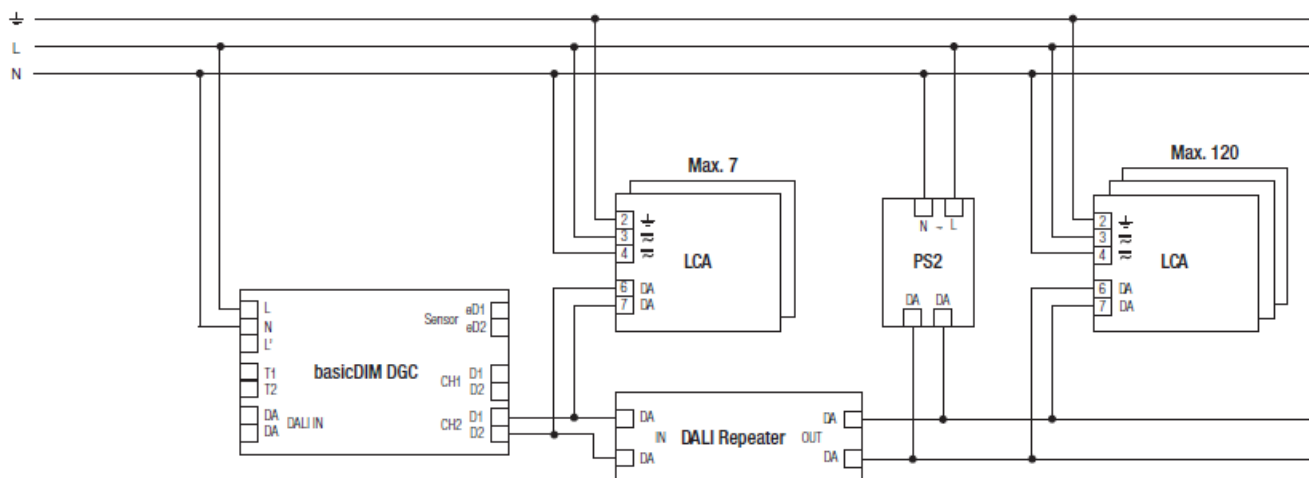 L
N
Max. 7
Max. 120
2
3
4
LCA
6 DA
7 DA
N ~ L
PS2
DA DA
2
3
4
LCA
6 DA
7 DA
L
N
L'
T1
T2
DA
DA
DALI IN
basicDIM DGC
Sensor
eD1
eD2
CH1
D1
D2
CH2
D1
D2
DA
IN
DA
DALI Repeater
DA
OUT
DA